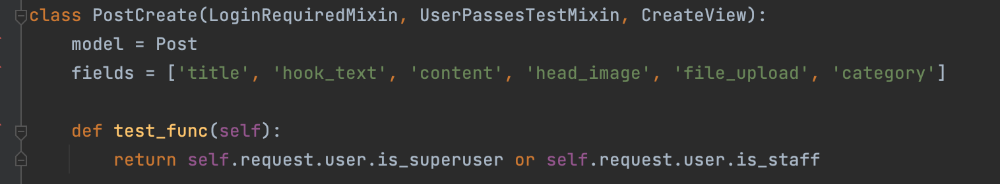 class PostCreate(LoginRequiredMixin, UserPassesTestMixin, CreateView):
    model = Post
    fields = ['title', 'hook_text', 'content', 'head_image', 'file_upload', 'category']
    def test_func(self):
        return self.request.user.is_superuser or self.request.user.is_staff